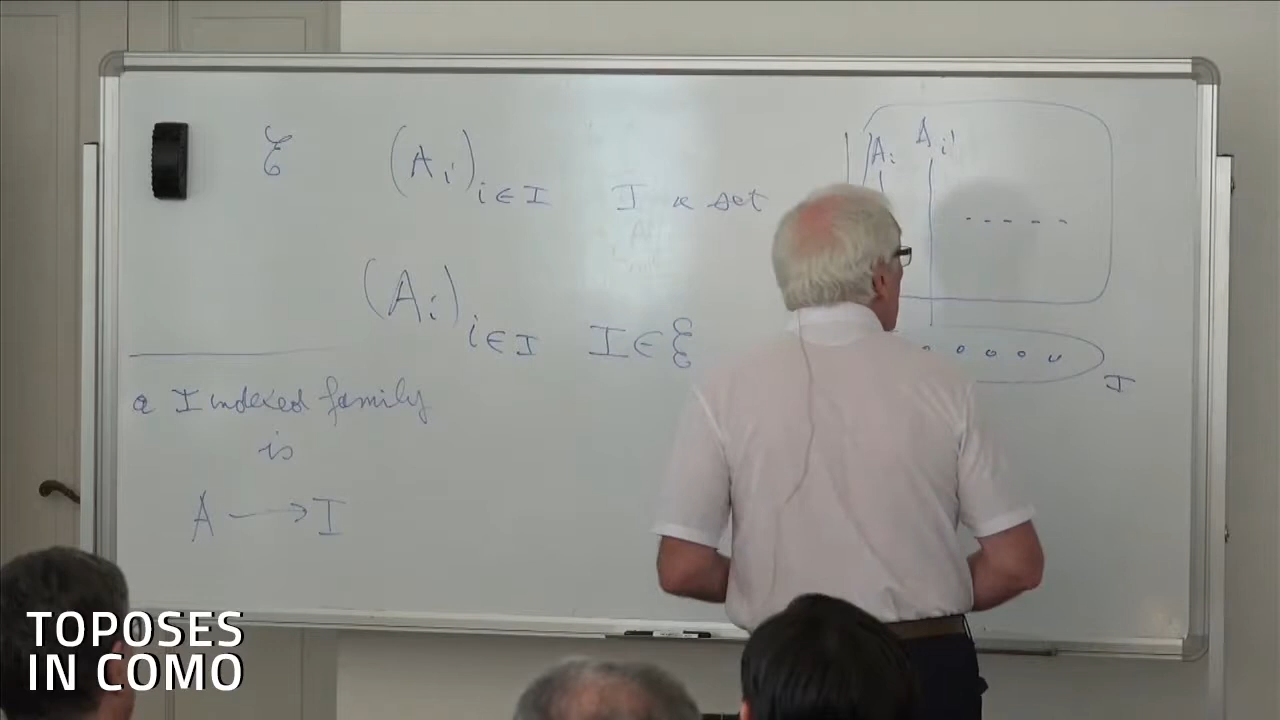 ℰ (Aᵢ)ᵢ∈I I a set
(Aᵢ)ᵢ∈I I∈ℰ
a I indexed family
is
A ⟶ I
Aᵢ Aᵢ'
- - - - -
I
TOPOSES
IN COMO